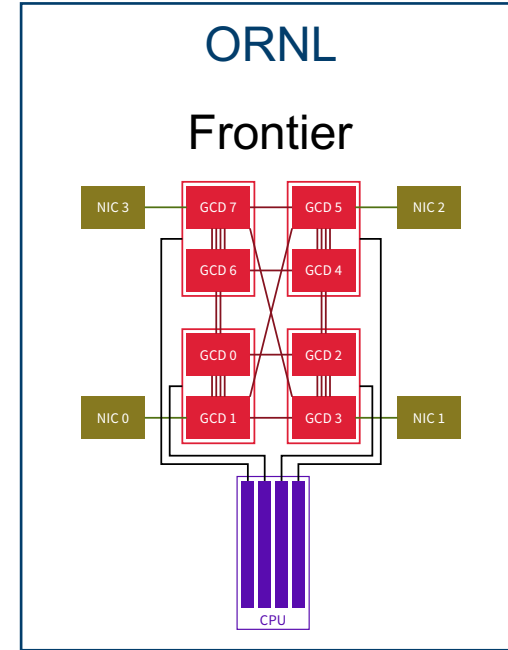 ORNL
Frontier
NIC 3
GCD 7
GCD 5
NIC 2
GCD 6
GCD 4
GCD 0
GCD 2
NIC 0
GCD 1
GCD 3
NIC 1
CPU